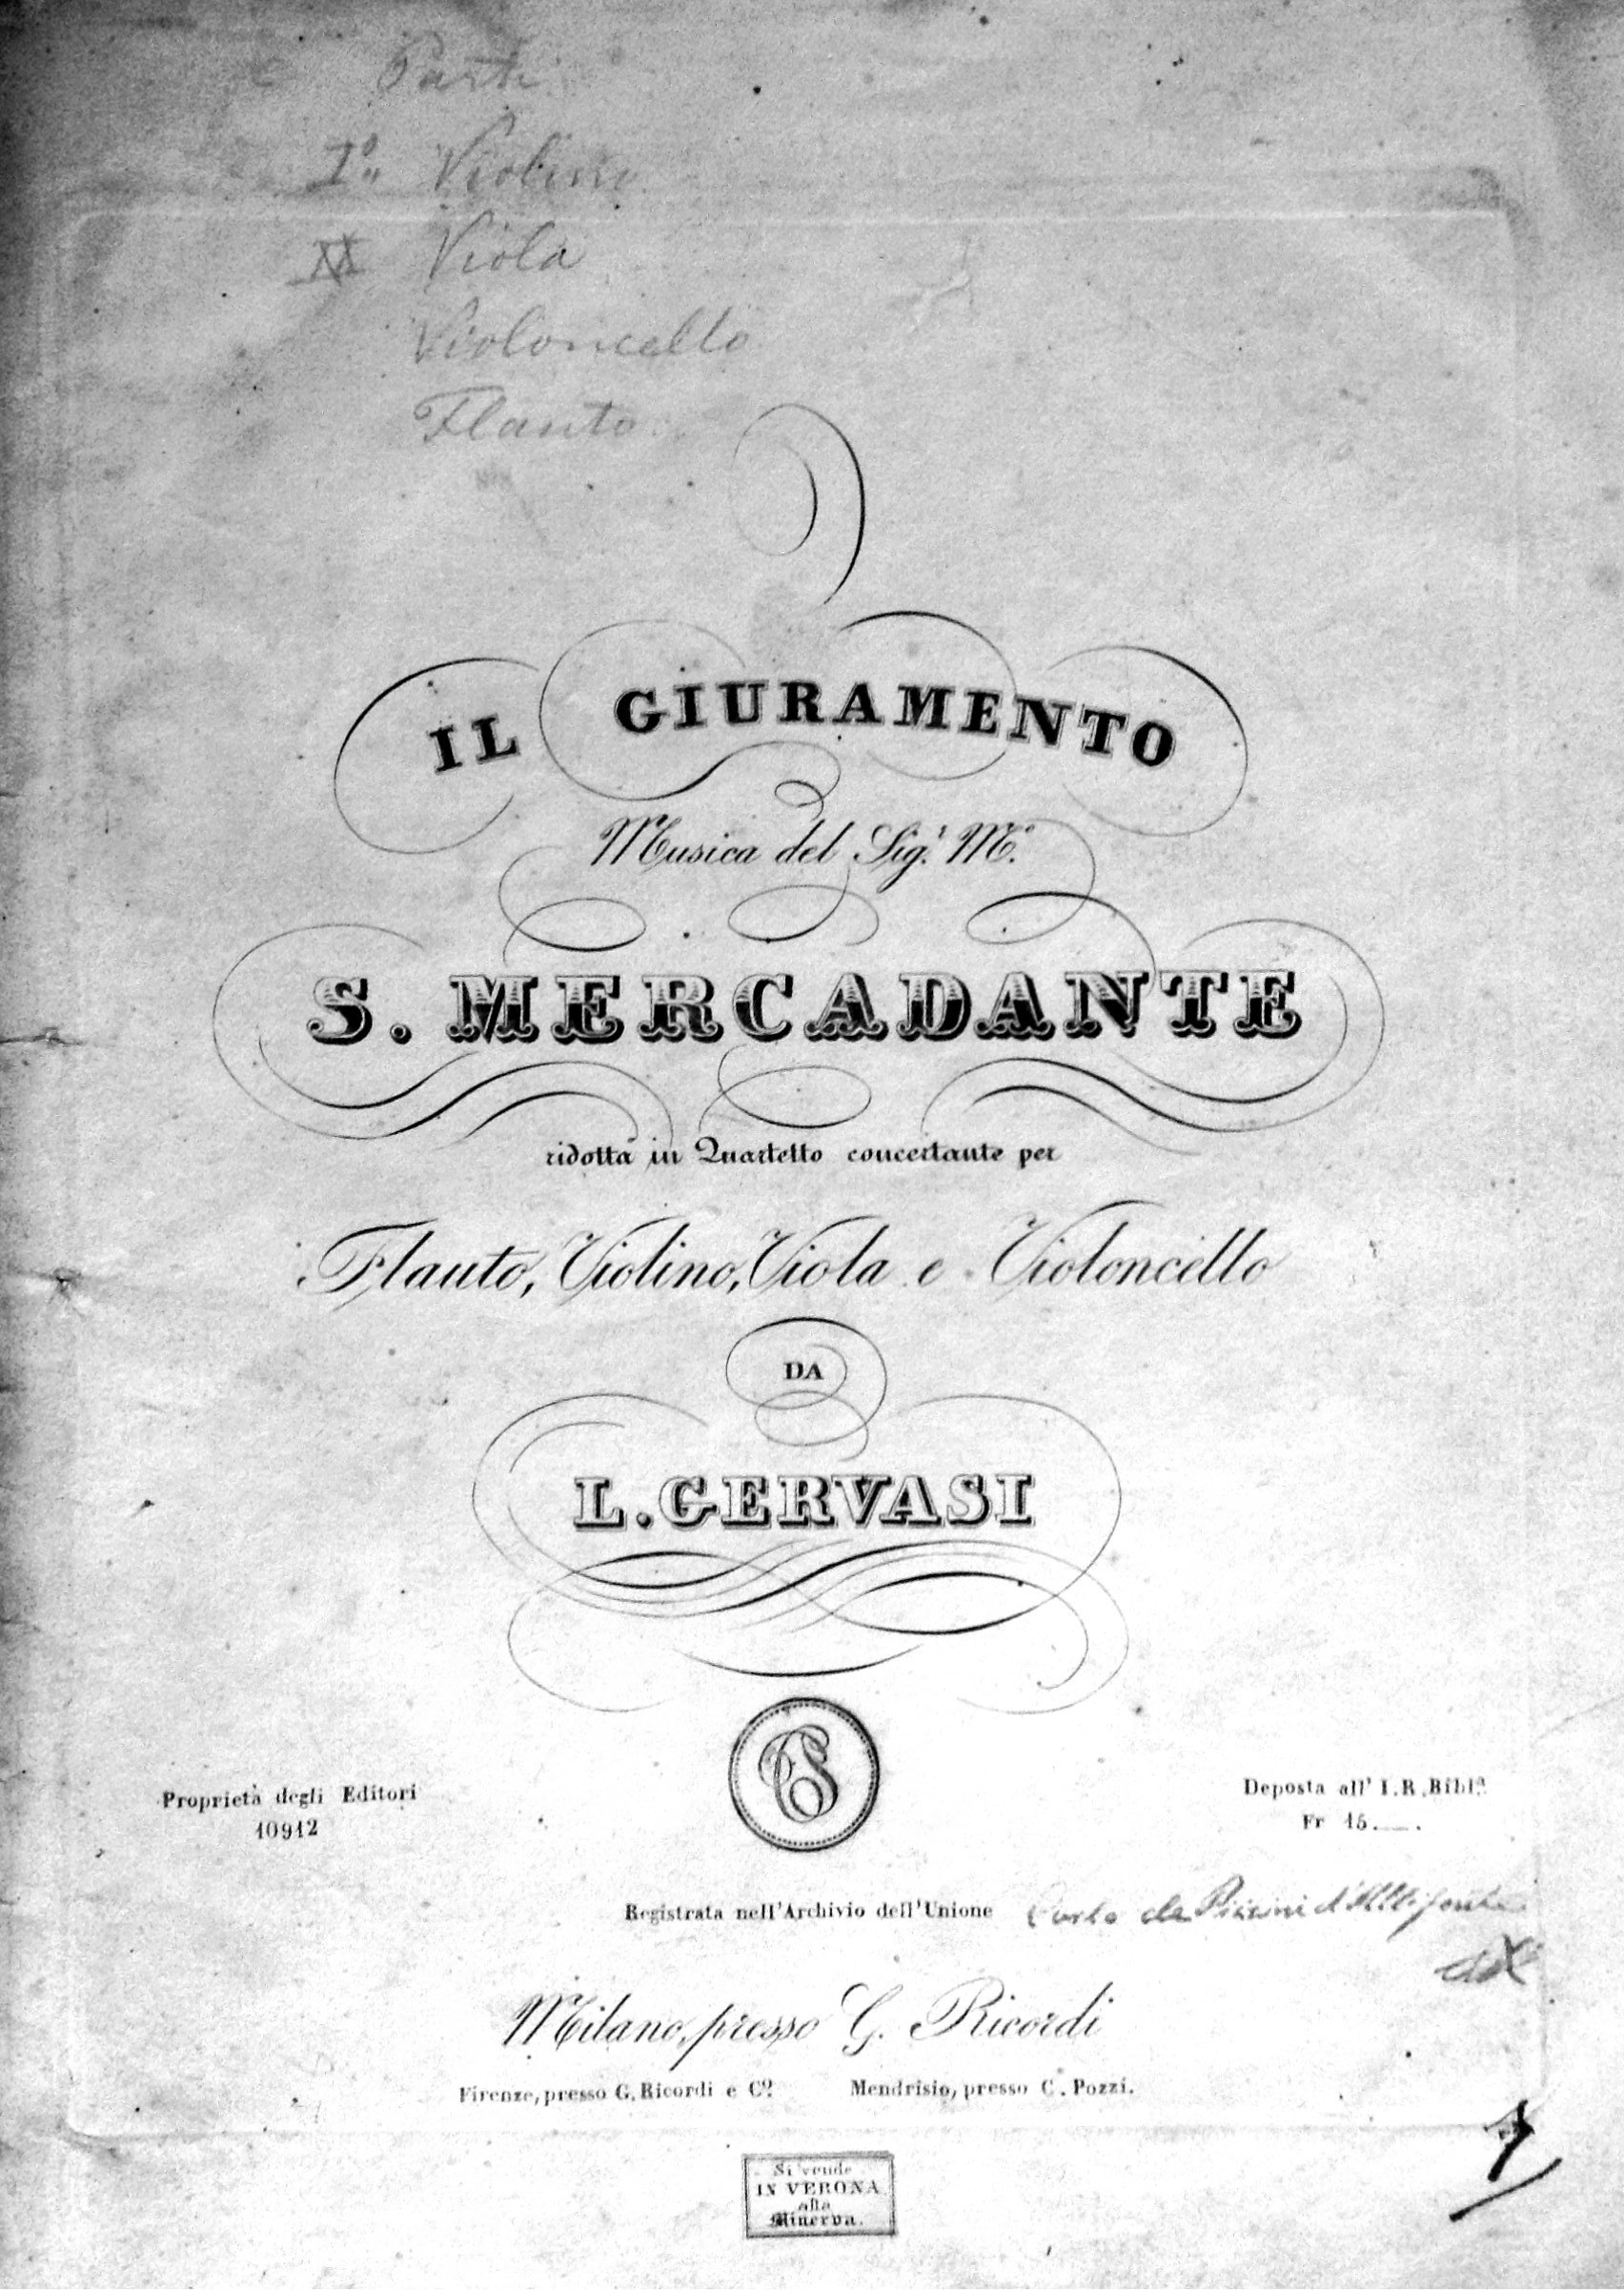 Parti
I.º Violino
Viola
Violoncello
Flauto
IL GIURAMENTO
Musica del Sig.r M.o
S. MERCADANTE
ridotta in Quartetto concertante per
Flauto, Violino, Viola e Violoncello
DA
L. GERVASI
Proprietà degli Editori
10912
Deposta all' I. R. Bibl.a
Fr 15.__.
Registrata nell'Archivio dell'Unione
Milano, presso G. Ricordi
Firenze, presso G. Ricordi e C.o Mendrisio, presso C. Pozzi.
7
Si vende
IN VERONA
alla
Minerva.